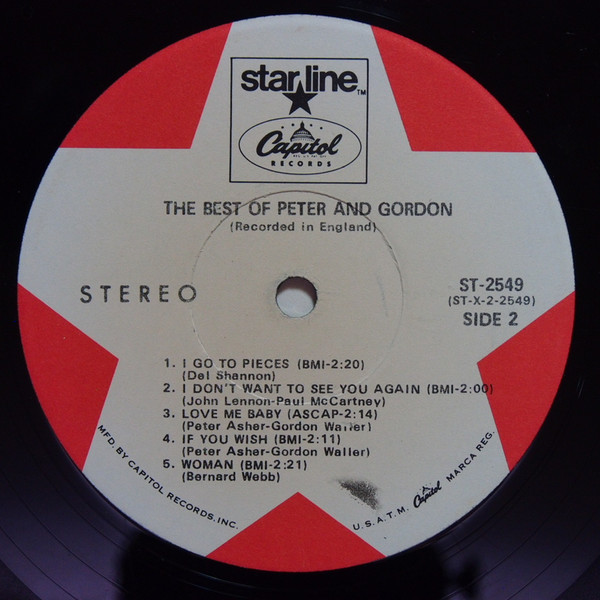 starline TM
Capitol
RECORDS
THE BEST OF PETER AND GORDON
(Recorded in England)
STEREO
ST-2549
(ST-X-2-2549)
SIDE 2
1. I GO TO PIECES (BMI-2:20)
(Del Shannon)
2. I DON'T WANT TO SEE YOU AGAIN (BMI-2:00)
(John Lennon-Paul McCartney)
3. LOVE ME BABY (ASCAP-2:14)
(Peter Asher-Gordon Waller)
4. IF YOU WISH (BMI-2:11)
(Peter Asher-Gordon Waller)
5. WOMAN (BMI-2:21)
(Bernard Webb)
MFD. BY CAPITOL RECORDS, INC.
U.S.A. T.M. Capitol MARCA REG.